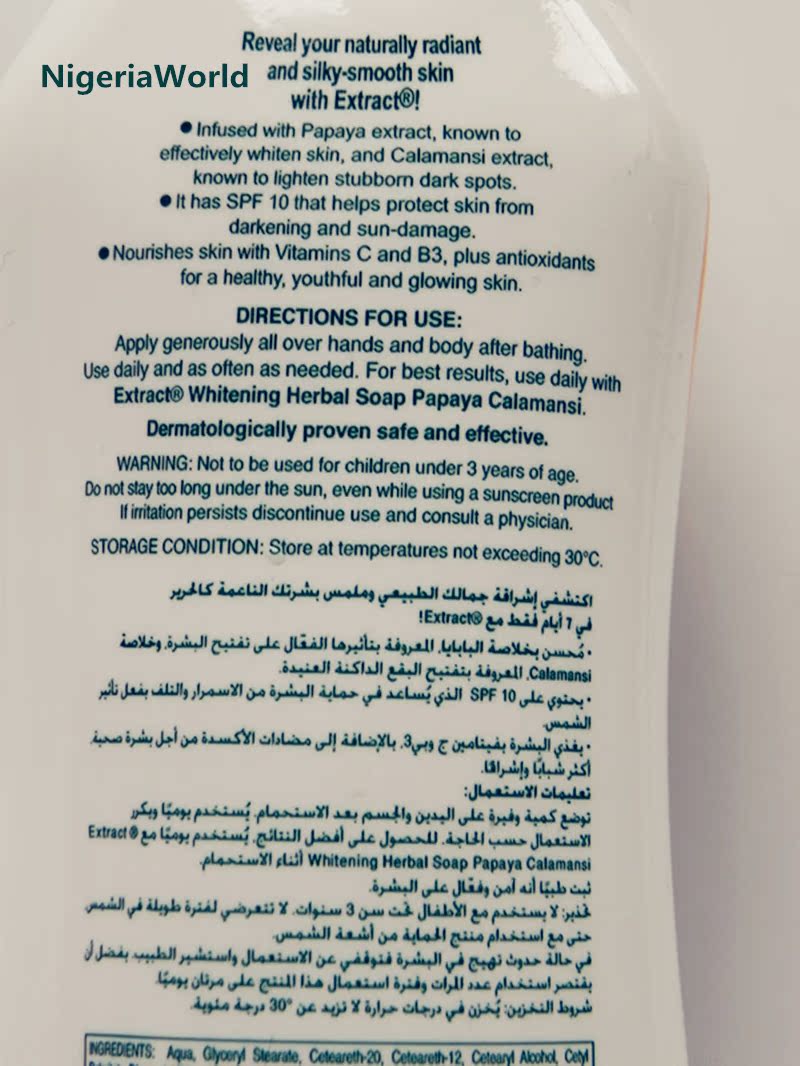 NigeriaWorld
Reveal your naturally radiant
and silky-smooth skin
with Extract®!
● Infused with Papaya extract, known to
effectively whiten skin, and Calamansi extract,
known to lighten stubborn dark spots.
● It has SPF 10 that helps protect skin from
darkening and sun-damage.
● Nourishes skin with Vitamins C and B3, plus antioxidants
for a healthy, youthful and glowing skin.
DIRECTIONS FOR USE:
Apply generously all over hands and body after bathing.
Use daily and as often as needed. For best results, use daily with
Extract® Whitening Herbal Soap Papaya Calamansi.
Dermatologically proven safe and effective.
WARNING: Not to be used for children under 3 years of age.
Do not stay too long under the sun, even while using a sunscreen product
If irritation persists discontinue use and consult a physician.
STORAGE CONDITION: Store at temperatures not exceeding 30°C.
اكتشفي إشراقة جمالك الطبيعي وملمس بشرتك الناعمة كالحرير
في 7 أيام فقط مع Extract®!
• مُحسن بخلاصة البابايا، المعروفة بتأثيرها الفعّال على تفتيح البشرة، وخلاصة
Calamansi، المعروفة بتفتيح البقع الداكنة العنيدة.
• يحتوي على SPF 10 الذي يُساعد في حماية البشرة من الاسمرار والتلف بفعل تأثير
الشمس.
• يغذي البشرة بفيتامين ج وبي3، بالإضافة إلى مضادات الأكسدة من أجل بشرة صحية،
أكثر شبابًا وإشراقًا.
تعليمات الاستعمال:
توضع كمية وفيرة على اليدين والجسم بعد الاستحمام. يُستخدم يوميًا ويكرر
الاستعمال حسب الحاجة. للحصول على أفضل النتائج، يُستخدم يوميًا مع Extract ®
Whitening Herbal Soap Papaya Calamansi أثناء الاستحمام.
ثبت طبيًا أنه آمن وفعّال على البشرة.
تحذير: لا يستخدم مع الأطفال تحت سن 3 سنوات. لا تتعرضي لفترة طويلة في الشمس
حتى مع استخدام منتج الحماية من أشعة الشمس.
في حالة حدوث تهيج في البشرة فتوقفي عن الاستعمال واستشير الطبيب. يفضل أن
يقتصر استخدام عدد المرات وفترة استعمال هذا المنتج على مرتان يوميًا.
شروط التخزين: يُخزن في درجات حرارة لا تزيد عن 30° درجة مئوية.
INGREDIENTS: Aqua, Glyceryl Stearate, Ceteareth-20, Ceteareth-12, Cetearyl Alcohol, Cetyl